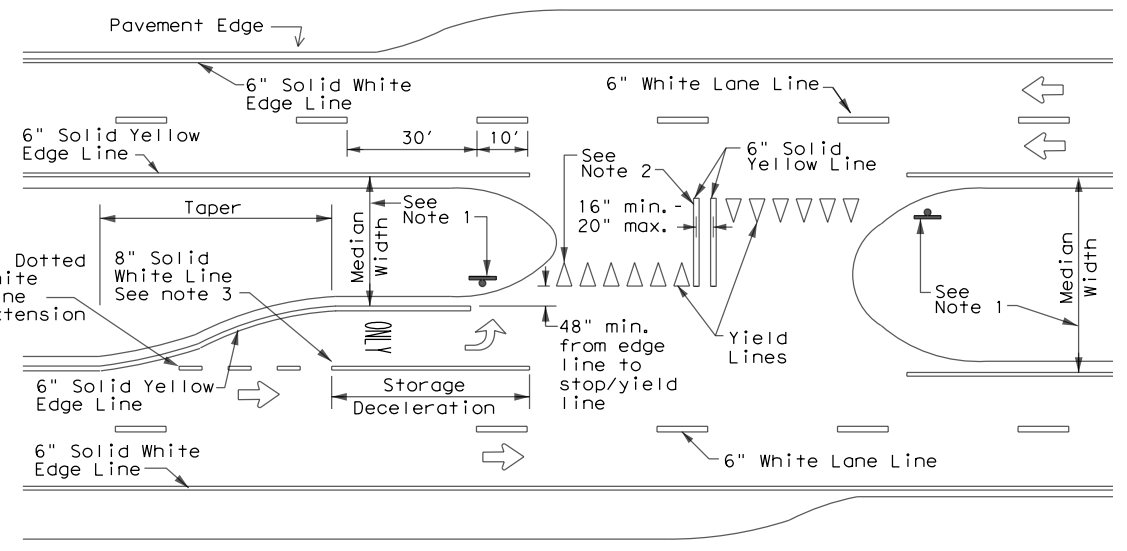 Pavement Edge
6" Solid White
Edge Line
6" White Lane Line
6" Solid Yellow
Edge Line
30'
10'
See
Note 2
6" Solid
Yellow Line
16" min.
20" max.
Taper
See
Note 1
Median
Width
Dotted
8" Solid
White Line
See note 3
ONLY
48" min.
from edge
line to
stop/yield
line
Yield
Lines
See
Note 1
Median
Width
6" Solid Yellow
Edge Line
Storage
Deceleration
6" Solid White
Edge Line
6" White Lane Line